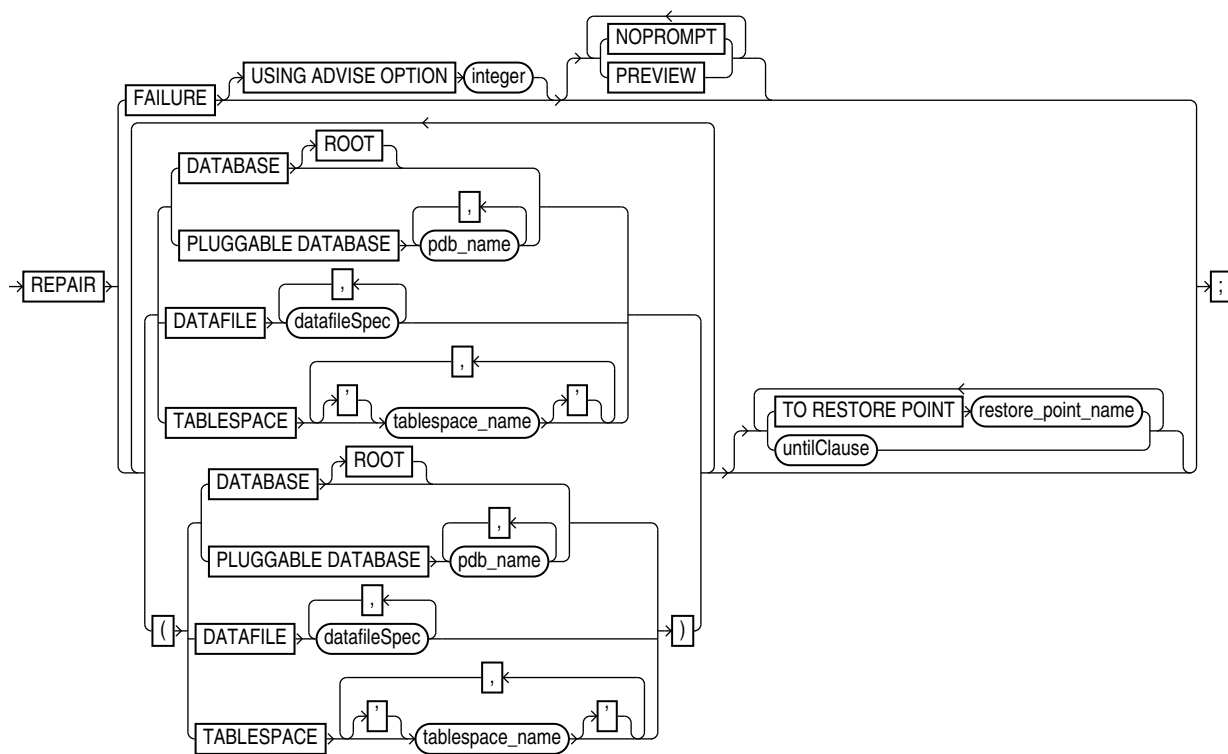 NOPROMPT
USING ADVISE OPTION integer
PREVIEW
FAILURE
ROOT
DATABASE
,
PLUGGABLE DATABASE pdb_name
REPAIR ;
,
DATAFILE datafileSpec
,
' '
TABLESPACE tablespace_name
TO RESTORE POINT restore_point_name
untilClause
ROOT
DATABASE
,
PLUGGABLE DATABASE pdb_name
,
( )
DATAFILE datafileSpec
,
' '
TABLESPACE tablespace_name